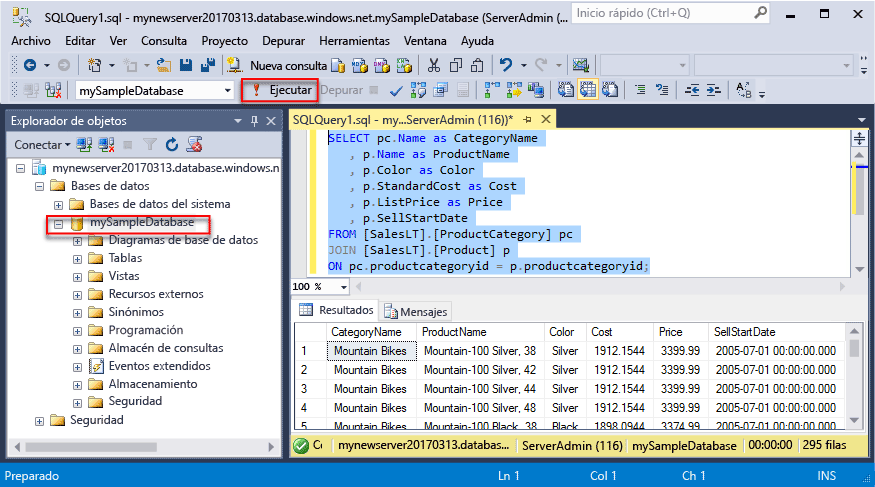 SQLQuery1.sql - mynewserver20170313.database.windows.net.mySampleDatabase (ServerAdmin (116))*
Inicio rápido (Ctrl+Q)
Archivo Editar Ver Consulta Proyecto Depurar Herramientas Ventana Ayuda
Nueva consulta
mySampleDatabase Ejecutar Depurar
Explorador de objetos
Conectar
mynewserver20170313.database.windows.n
Bases de datos
Bases de datos del sistema
mySampleDatabase
Diagramas de base de datos
Tablas
Vistas
Recursos externos
Sinónimos
Programación
Almacén de consultas
Eventos extendidos
Almacenamiento
Seguridad
Seguridad
SQLQuery1.sql - my...ServerAdmin (116))*
SELECT pc.Name as CategoryName
, p.Name as ProductName
, p.Color as Color
, p.StandardCost as Cost
, p.ListPrice as Price
, p.SellStartDate
FROM [SalesLT].[ProductCategory] pc
JOIN [SalesLT].[Product] p
ON pc.productcategoryid = p.productcategoryid;
100 %
Resultados Mensajes
CategoryName ProductName Color Cost Price SellStartDate
1 Mountain Bikes Mountain-100 Silver, 38 Silver 1912.1544 3399.99 2005-07-01 00:00:00.000
2 Mountain Bikes Mountain-100 Silver, 42 Silver 1912.1544 3399.99 2005-07-01 00:00:00.000
3 Mountain Bikes Mountain-100 Silver, 44 Silver 1912.1544 3399.99 2005-07-01 00:00:00.000
4 Mountain Bikes Mountain-100 Silver, 48 Silver 1912.1544 3399.99 2005-07-01 00:00:00.000
5 Mountain Bikes Mountain-100 Black, 38 Black 1898.0944 3374.99 2005-07-01 00:00:00.000
mynewserver20170313.databas... ServerAdmin (116) mySampleDatabase 00:00:00 295 filas
Preparado Ln 1 Col 1 Ch 1 INS